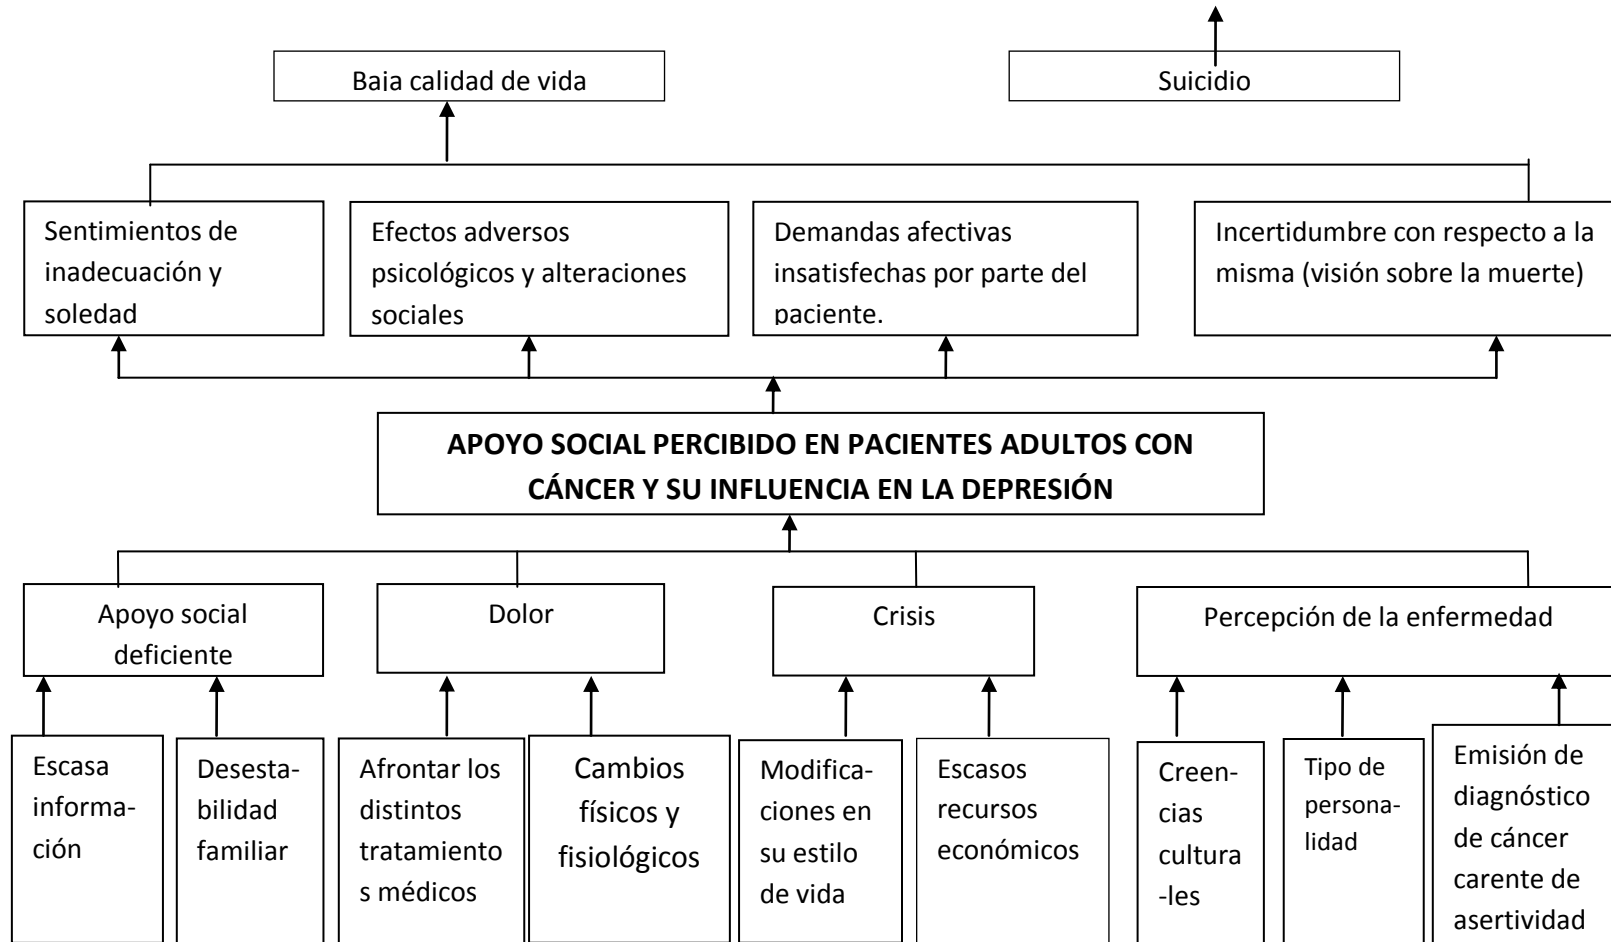 Baja calidad de vida
Suicidio
Sentimientos de
inadecuación y
soledad
Efectos adversos
psicológicos y alteraciones
sociales
Demandas afectivas
insatisfechas por parte del
paciente.
Incertidumbre con respecto a la
misma (visión sobre la muerte)
APOYO SOCIAL PERCIBIDO EN PACIENTES ADULTOS CON
CÁNCER Y SU INFLUENCIA EN LA DEPRESIÓN
Apoyo social
deficiente
Dolor
Crisis
Percepción de la enfermedad
Escasa
informa-
ción
Desesta-
bilidad
familiar
Afrontar los
distintos
tratamiento
s médicos
Cambios
físicos y
fisiológicos
Modifica-
ciones en
su estilo
de vida
Escasos
recursos
económicos
Creen-
cias
cultura
-les
Tipo de
persona-
lidad
Emisión de
diagnóstico
de cáncer
carente de
asertividad